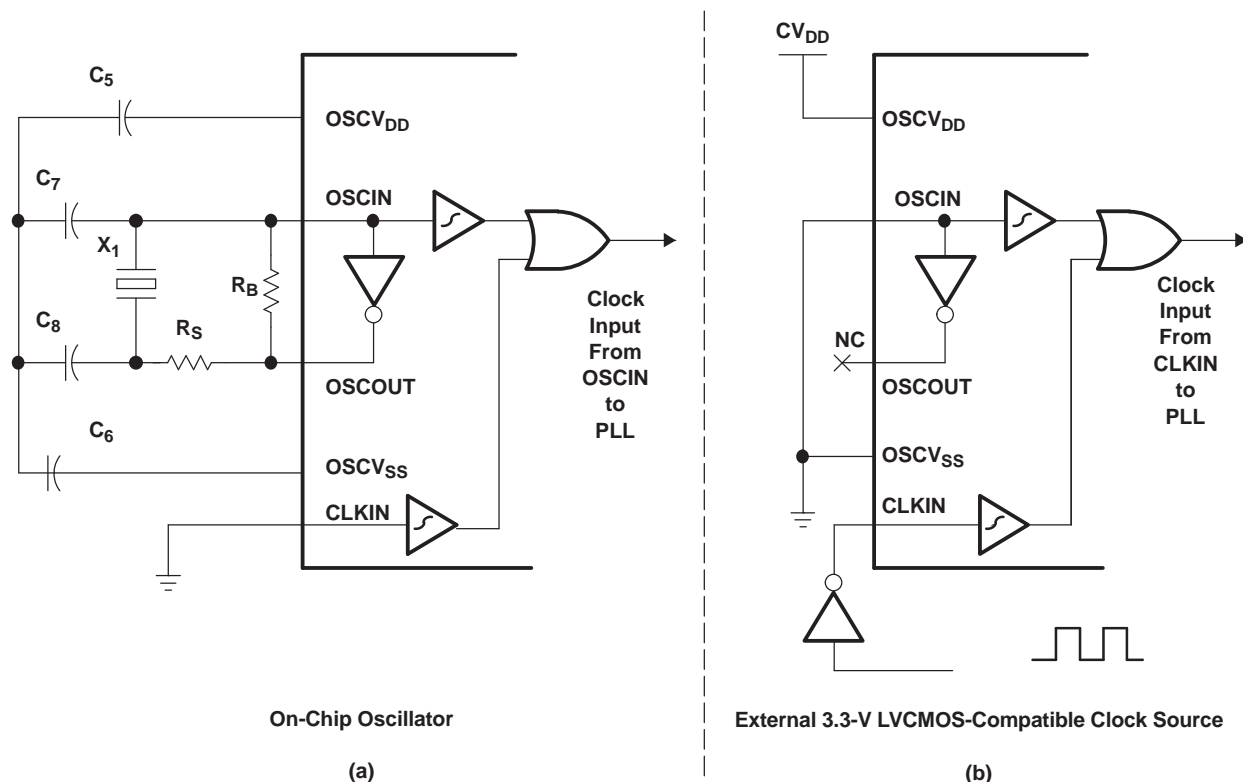 C5
OSCVDD
C7
OSCIN
X1
RB
C8
RS
OSCOUT
C6
OSCVSS
CLKIN
Clock
Input
From
OSCIN
to
PLL
On-Chip Oscillator
(a)
CVDD
OSCVDD
OSCIN
NC
OSCOUT
OSCVSS
CLKIN
Clock
Input
From
CLKIN
to
PLL
External 3.3-V LVCMOS-Compatible Clock Source
(b)